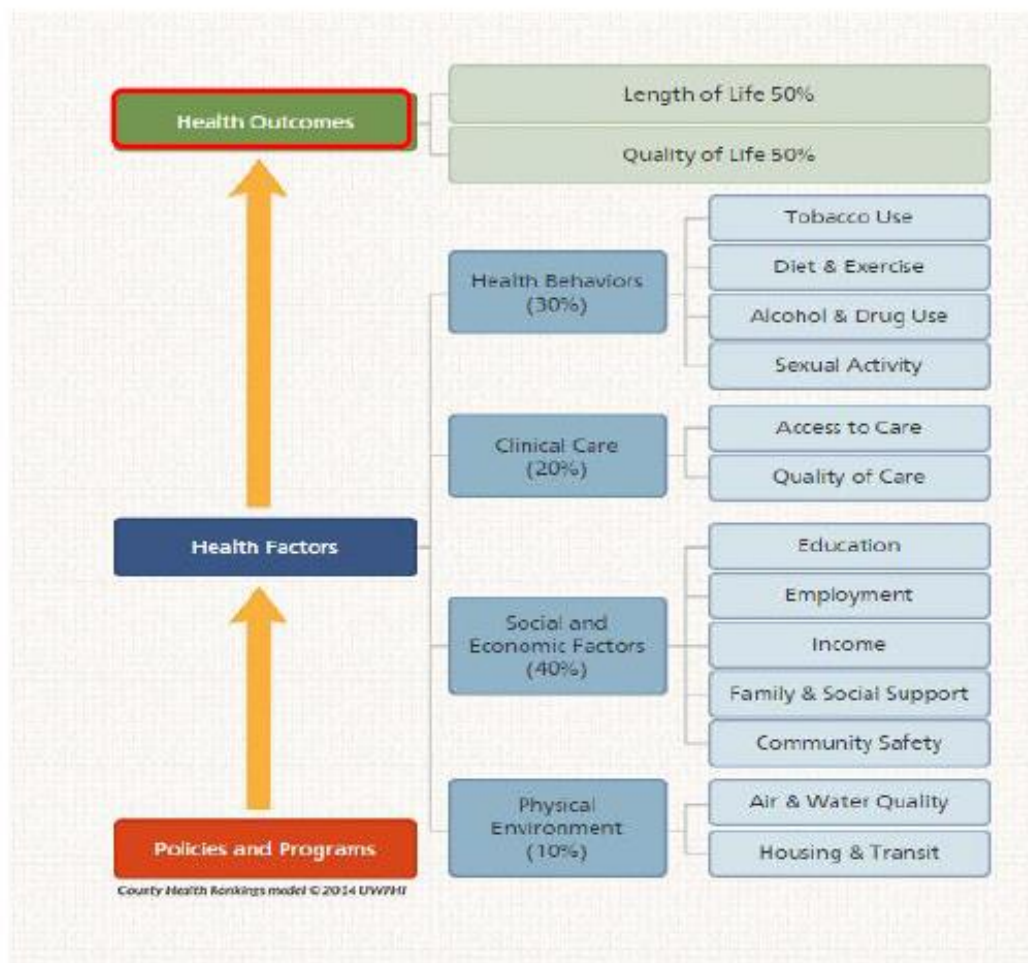 Health Outcomes
Length of Life 50%
Quality of Life 50%
Tobacco Use
Health Behaviors
(30%)
Diet & Exercise
Alcohol & Drug Use
Sexual Activity
Clinical Care
(20%)
Access to Care
Quality of Care
Health Factors
Education
Employment
Social and
Economic Factors
(40%)
Income
Family & Social Support
Community Safety
Physical
Environment
(10%)
Air & Water Quality
Housing & Transit
Policies and Programs
County Health Rankings model © 2014 UWPHI